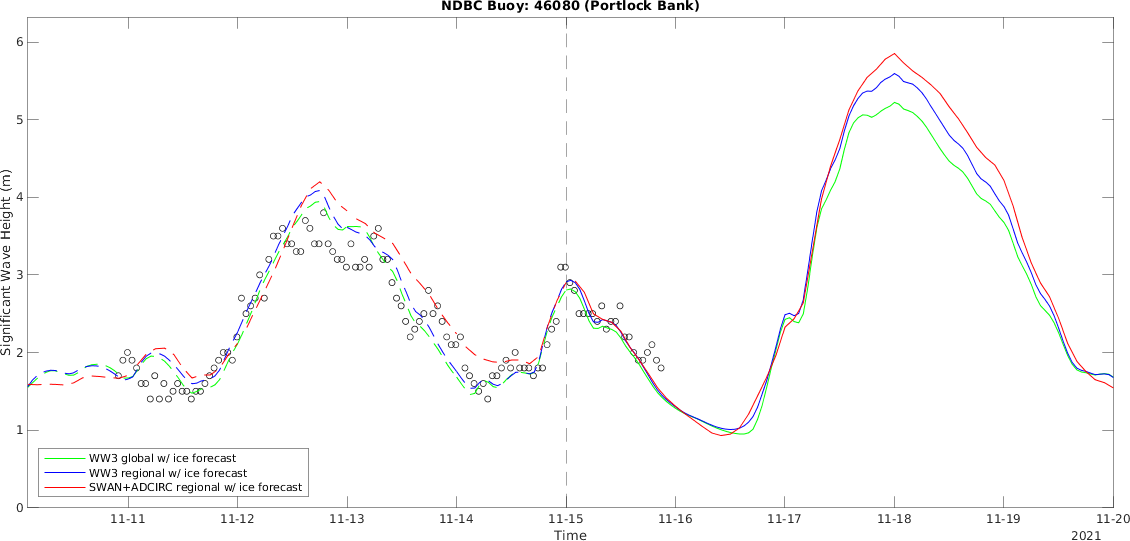 NDBC Buoy: 46080 (Portlock Bank)
Significant Wave Height (m)
6
5
4
3
2
1
0
WW3 global w/ ice forecast
WW3 regional w/ ice forecast
SWAN+ADCIRC regional w/ ice forecast
11-11 11-12 11-13 11-14 11-15 11-16 11-17 11-18 11-19 11-20
Time
2021